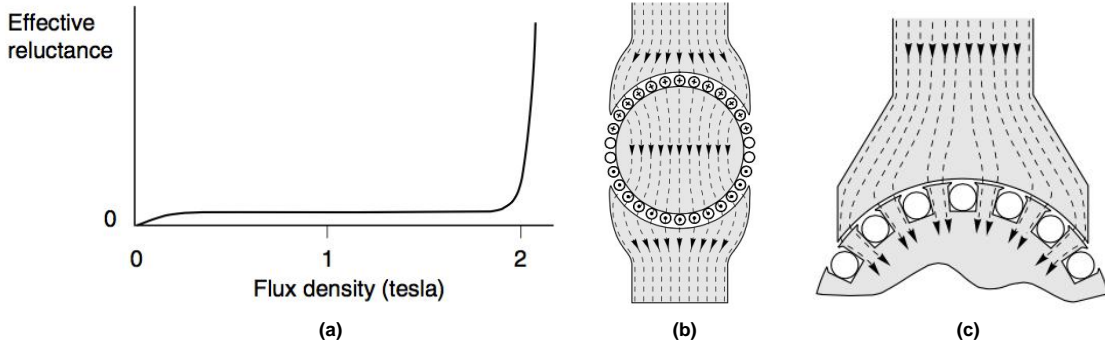 Effective
reluctance
0
0
1
2
Flux density (tesla)
(a)
(b)
(c)